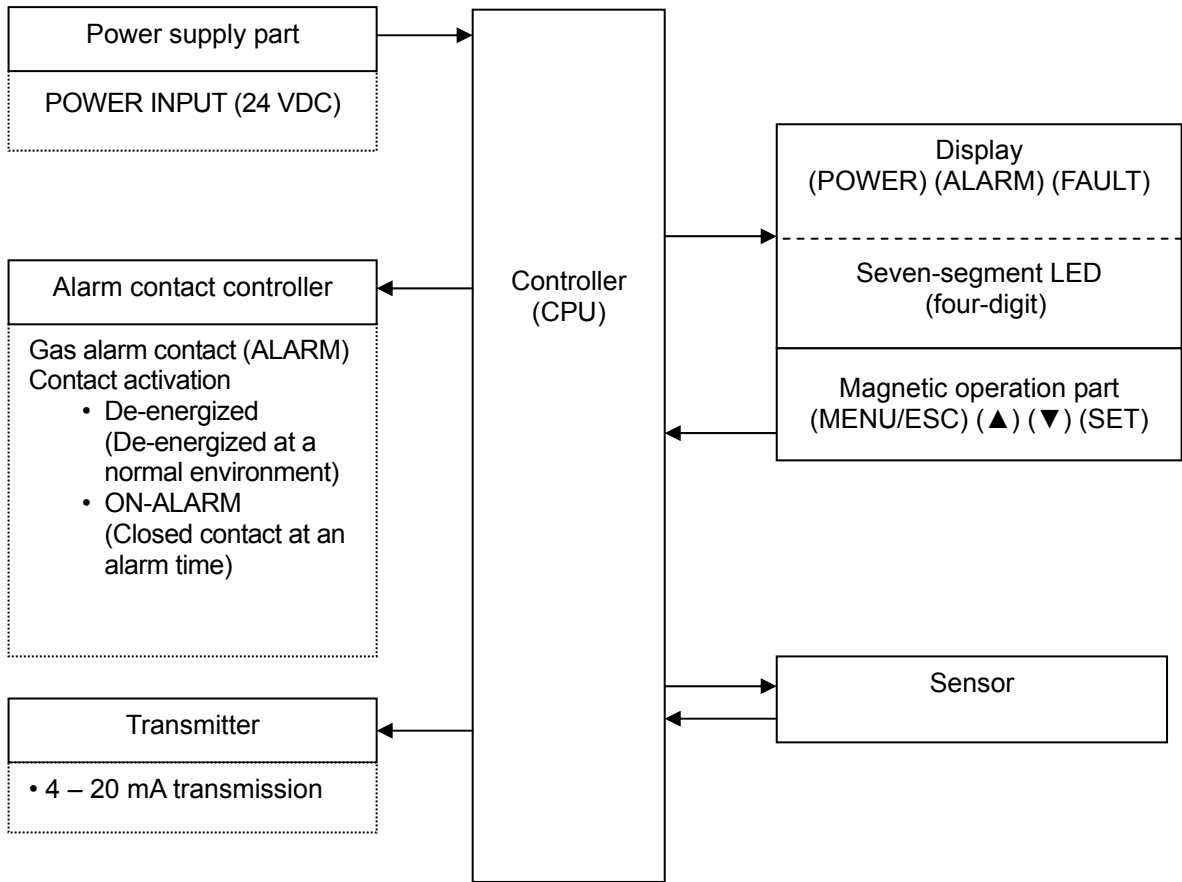 Power supply part
POWER INPUT (24 VDC)
Alarm contact controller
Gas alarm contact (ALARM)
Contact activation
• De-energized
(De-energized at a
normal environment)
• ON-ALARM
(Closed contact at an
alarm time)
Transmitter
• 4 – 20 mA transmission
Controller
(CPU)
Display
(POWER) (ALARM) (FAULT)
Seven-segment LED
(four-digit)
Magnetic operation part
(MENU/ESC) (▲) (▼) (SET)
Sensor